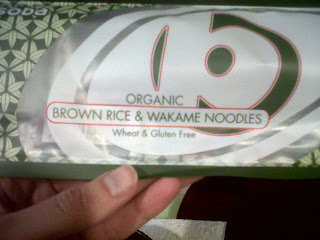 ORGANIC
BROWN RICE & WAKAME NOODLES
Wheat & Gluten Free